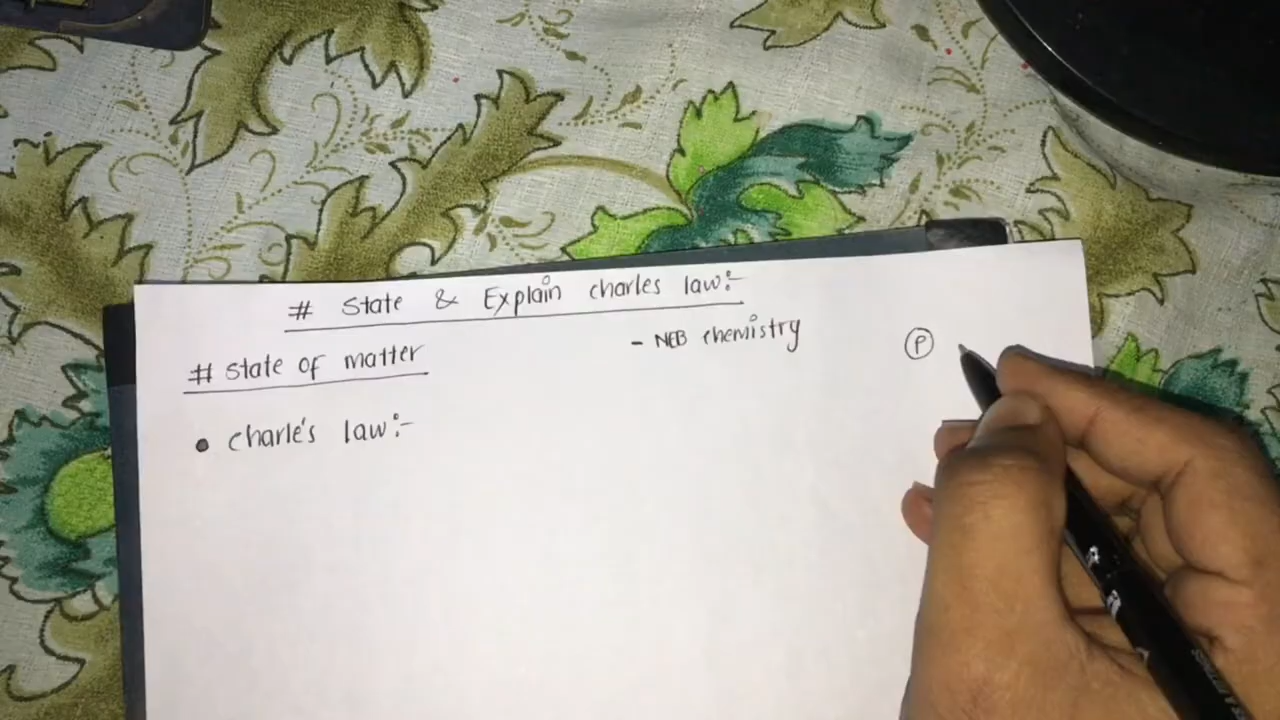 # State & Explain charles law:-
- NEB chemistry
# state of matter
P
• charle's law:-